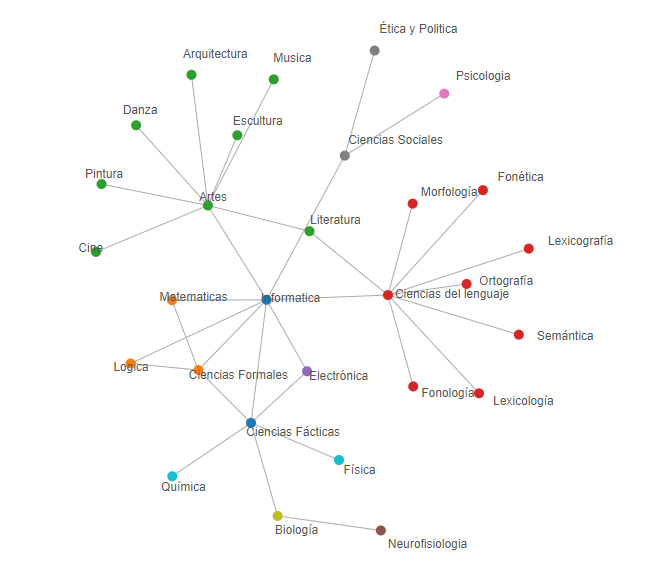 Ética y Politica
Arquitectura
Musica
Psicologia
Danza
Escultura
Ciencias Sociales
Pintura
Fonética
Morfología
Artes
Literatura
Lexicografía
Cine
Ortografía
Matematicas
nformatica
Ciencias del lenguaje
Semántica
Logica
Ciencias Formales
Electrónica
Fonología
Lexicología
Ciencias Fácticas
Física
Química
Biología
Neurofisiologia